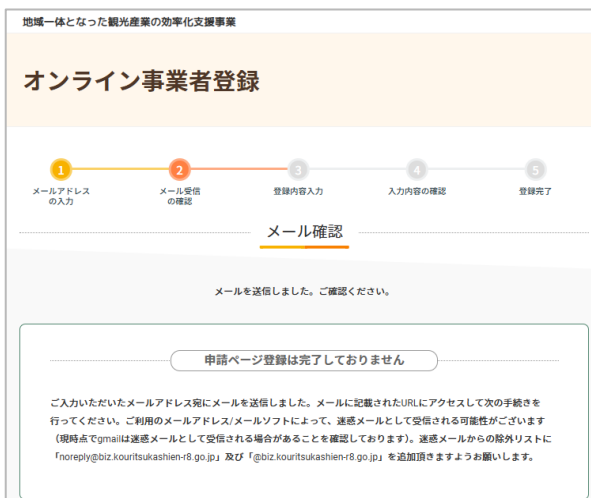 地域一体となった観光産業の効率化支援事業
オンライン事業者登録
1
2
3
4
5
メールアドレス
の入力
メール受信
の確認
登録内容入力
入力内容の確認
登録完了
メール確認
メールを送信しました。ご確認ください。
申請ページ登録は完了しておりません
ご入力いただいたメールアドレス宛にメールを送信しました。メールに記載されたURLにアクセスして次の手続きを
行ってください。ご利用のメールアドレス/メールソフトによって、迷惑メールとして受信される可能性がございます
（現時点でgmailは迷惑メールとして受信される場合があることを確認しております）。迷惑メールからの除外リストに
「noreply@biz.kouritsukashien-r8.go.jp」及び「@biz.kouritsukashien-r8.go.jp」を追加頂きますようお願いします。